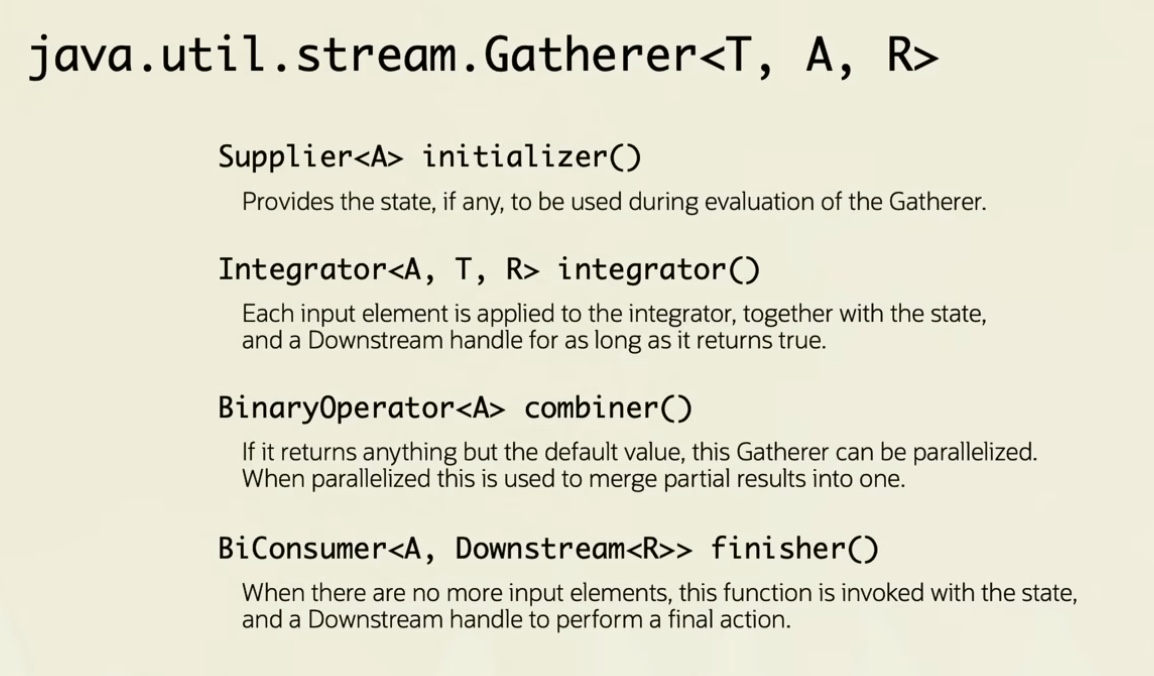 java.util.stream.Gatherer<T, A, R>
Supplier<A> initializer()
Provides the state, if any, to be used during evaluation of the Gatherer.
Integrator<A, T, R> integrator()
Each input element is applied to the integrator, together with the state,
and a Downstream handle for as long as it returns true.
BinaryOperator<A> combiner()
If it returns anything but the default value, this Gatherer can be parallelized.
When parallelized this is used to merge partial results into one.
BiConsumer<A, Downstream<R>> finisher()
When there are no more input elements, this function is invoked with the state,
and a Downstream handle to perform a final action.